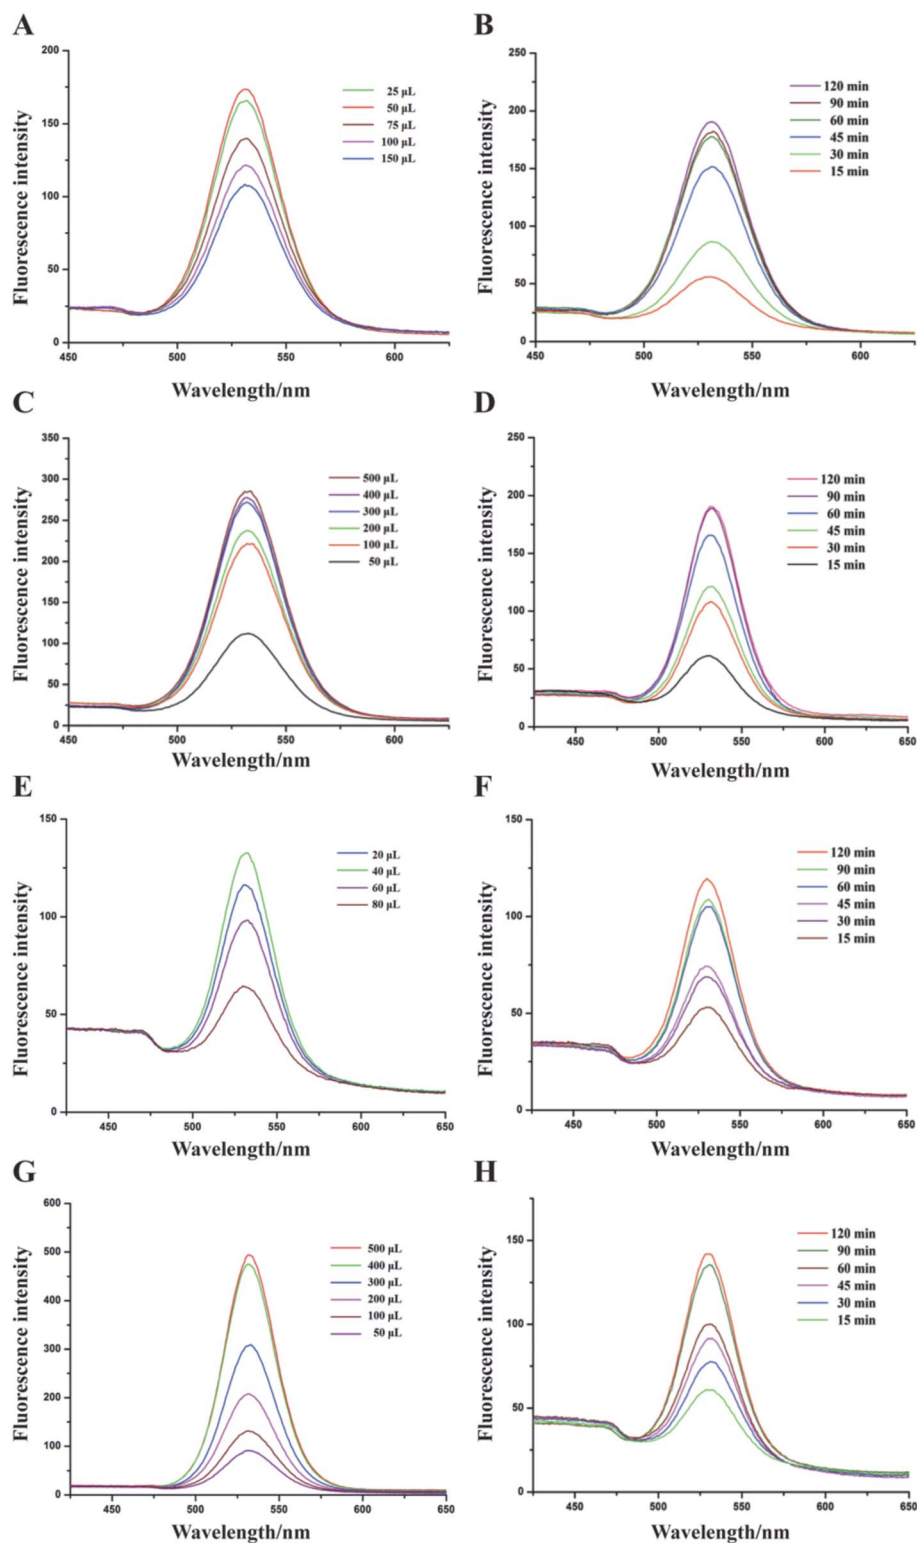 A
Fluorescence intensity
200
150
100
50
0
450
500
550
600
Wavelength/nm
25 μL
50 μL
75 μL
100 μL
150 μL
B
Fluorescence intensity
250
200
150
100
50
0
450
500
550
600
Wavelength/nm
120 min
90 min
60 min
45 min
30 min
15 min
C
Fluorescence intensity
350
300
250
200
150
100
50
0
450
500
550
600
Wavelength/nm
500 μL
400 μL
300 μL
200 μL
100 μL
50 μL
D
Fluorescence intensity
250
200
150
100
50
0
450
500
550
600
650
Wavelength/nm
120 min
90 min
60 min
45 min
30 min
15 min
E
Fluorescence intensity
150
100
50
0
450
500
550
600
650
Wavelength/nm
20 μL
40 μL
60 μL
80 μL
F
Fluorescence intensity
150
100
50
0
450
500
550
600
650
Wavelength/nm
120 min
90 min
60 min
45 min
30 min
15 min
G
Fluorescence intensity
600
500
400
300
200
100
0
450
500
550
600
650
Wavelength/nm
500 μL
400 μL
300 μL
200 μL
100 μL
50 μL
H
Fluorescence intensity
150
100
50
0
450
500
550
600
650
Wavelength/nm
120 min
90 min
60 min
45 min
30 min
15 min